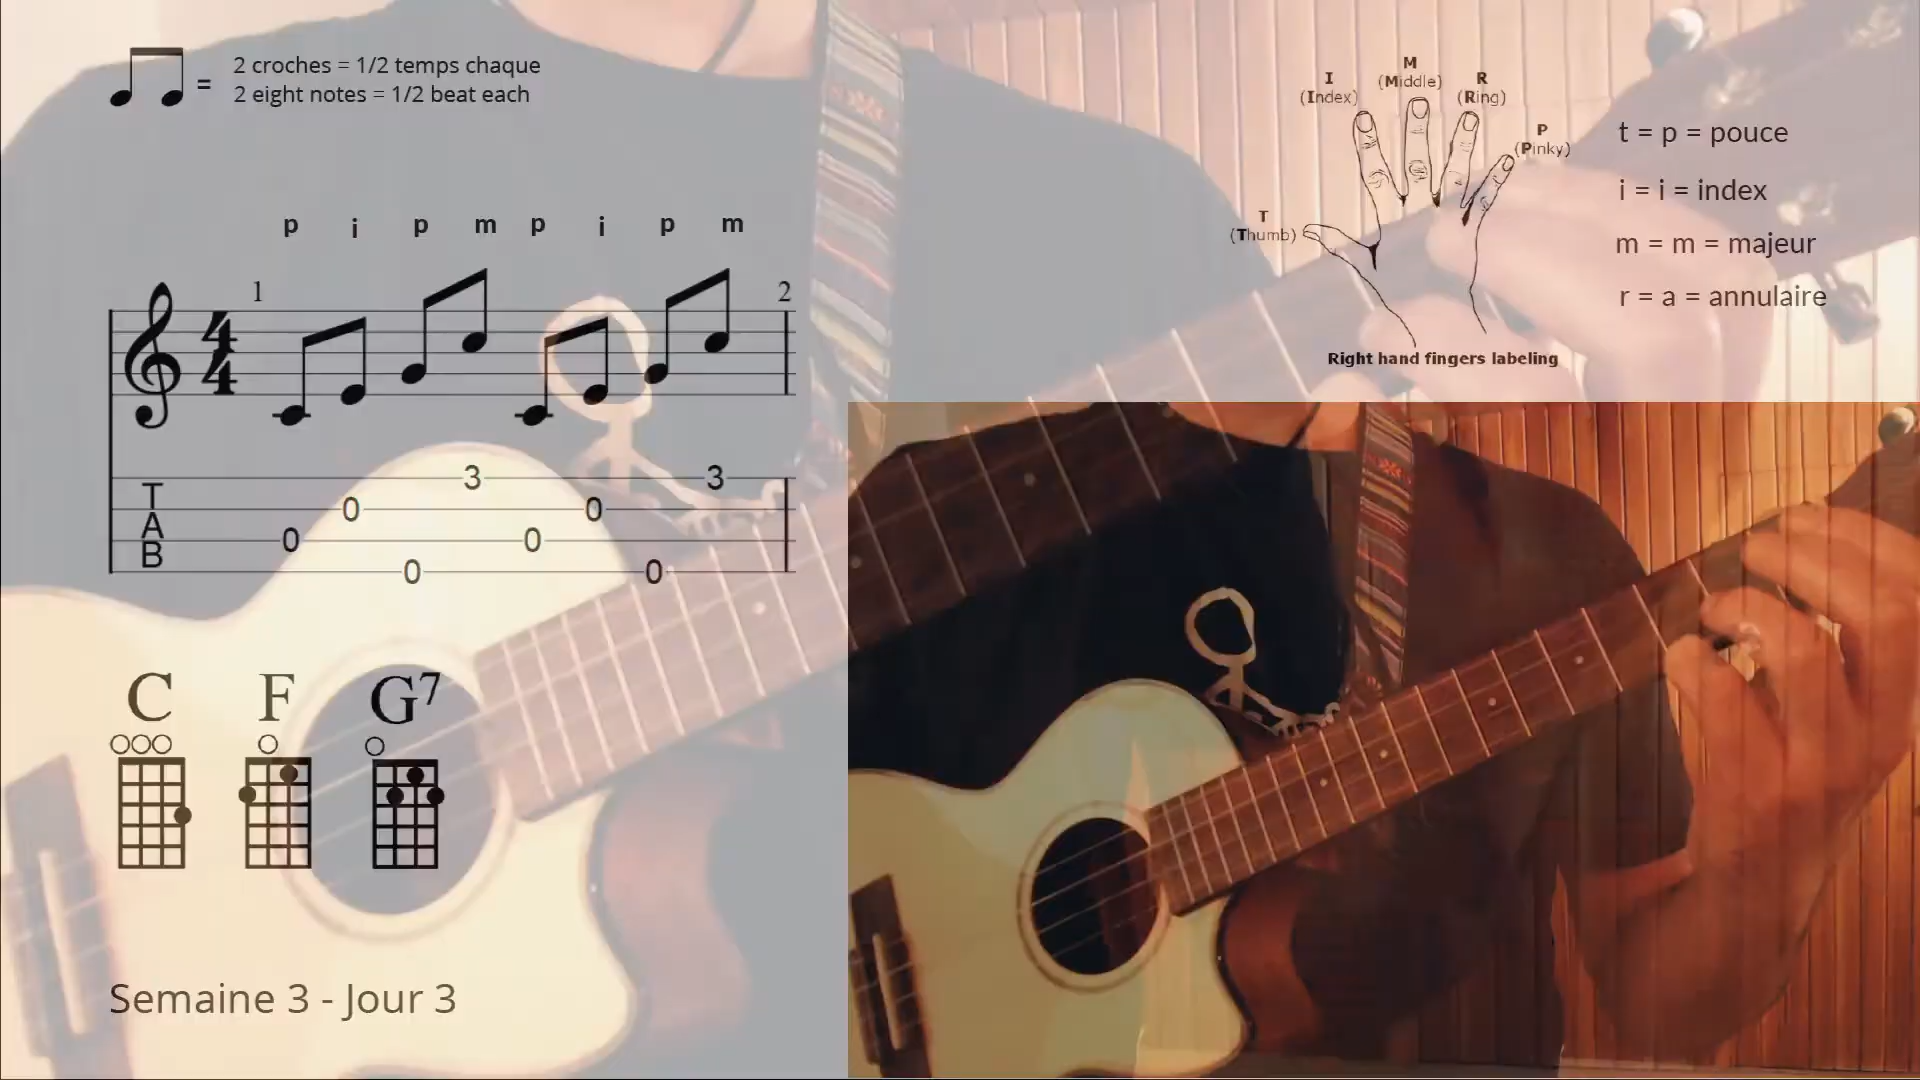 =
2 croches = 1/2 temps chaque
2 eight notes = 1/2 beat each
I
(Index)
M
(Middle)
R
(Ring)
P
(Pinky)
T
(Thumb)
Right hand fingers labeling
t = p = pouce
i = i = index
m = m = majeur
r = a = annulaire
p i p m p i p m
1 2
4
4
T
A
B
3 3
0 0
0 0
0 0
C F G7
Semaine 3 - Jour 3